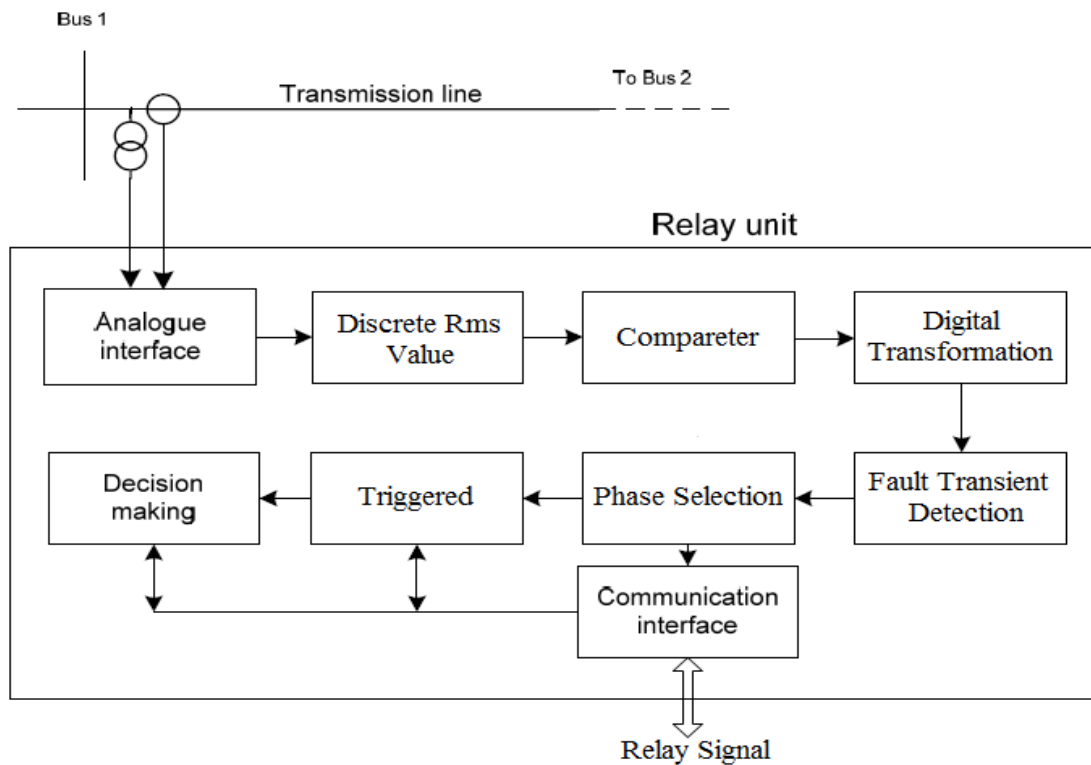 Bus 1
To Bus 2
Transmission line
Relay unit
Analogue
interface
Discrete Rms
Value
Compareter
Digital
Transformation
Decision
making
Triggered
Phase Selection
Fault Transient
Detection
Communication
interface
Relay Signal